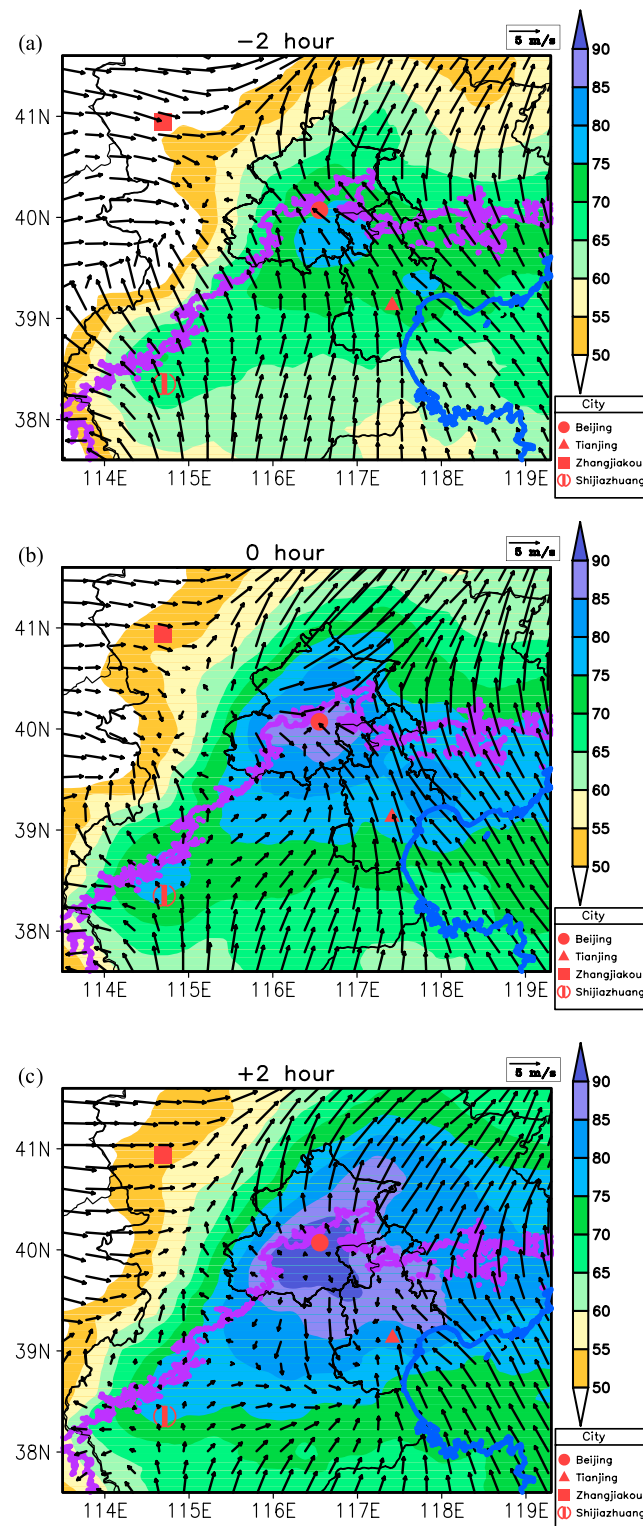 (a)
−2 hour
5 m/s
41N
40N
39N
38N
114E 115E 116E 117E 118E 119E
90
85
80
75
70
65
60
55
50
City
Beijing
Tianjing
Zhangjiakou
Shijiazhuang
(b)
0 hour
5 m/s
41N
40N
39N
38N
114E 115E 116E 117E 118E 119E
90
85
80
75
70
65
60
55
50
City
Beijing
Tianjing
Zhangjiakou
Shijiazhuang
(c)
+2 hour
5 m/s
41N
40N
39N
38N
114E 115E 116E 117E 118E 119E
90
85
80
75
70
65
60
55
50
City
Beijing
Tianjing
Zhangjiakou
Shijiazhuang